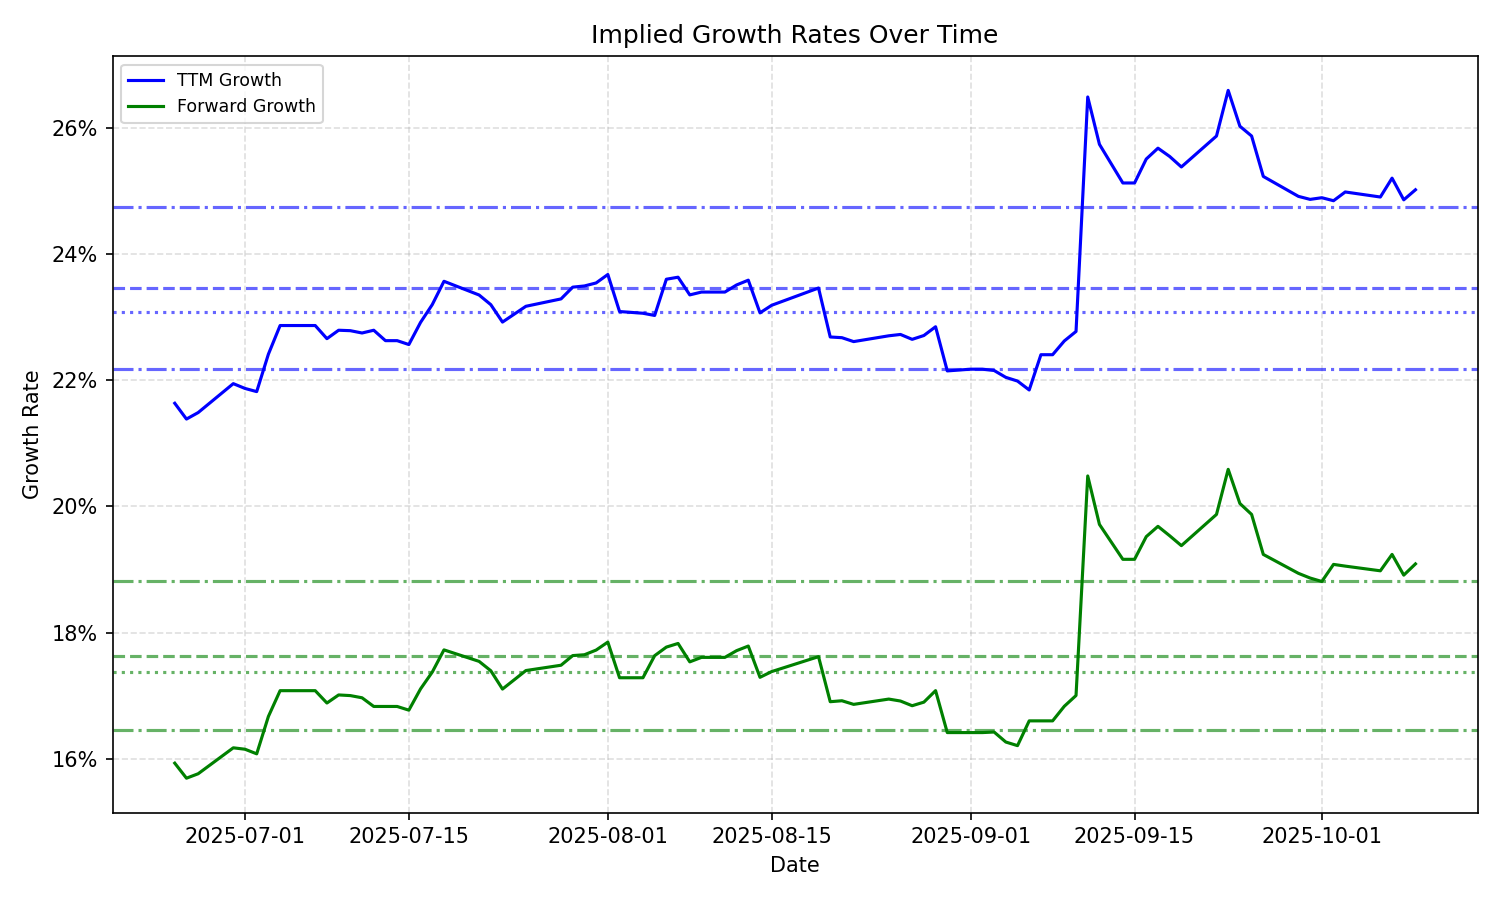 Implied Growth Rates Over Time
TTM Growth
Forward Growth
26%
24%
22%
20%
18%
16%
Growth Rate
2025-07-01
2025-07-15
2025-08-01
2025-08-15
2025-09-01
2025-09-15
2025-10-01
Date